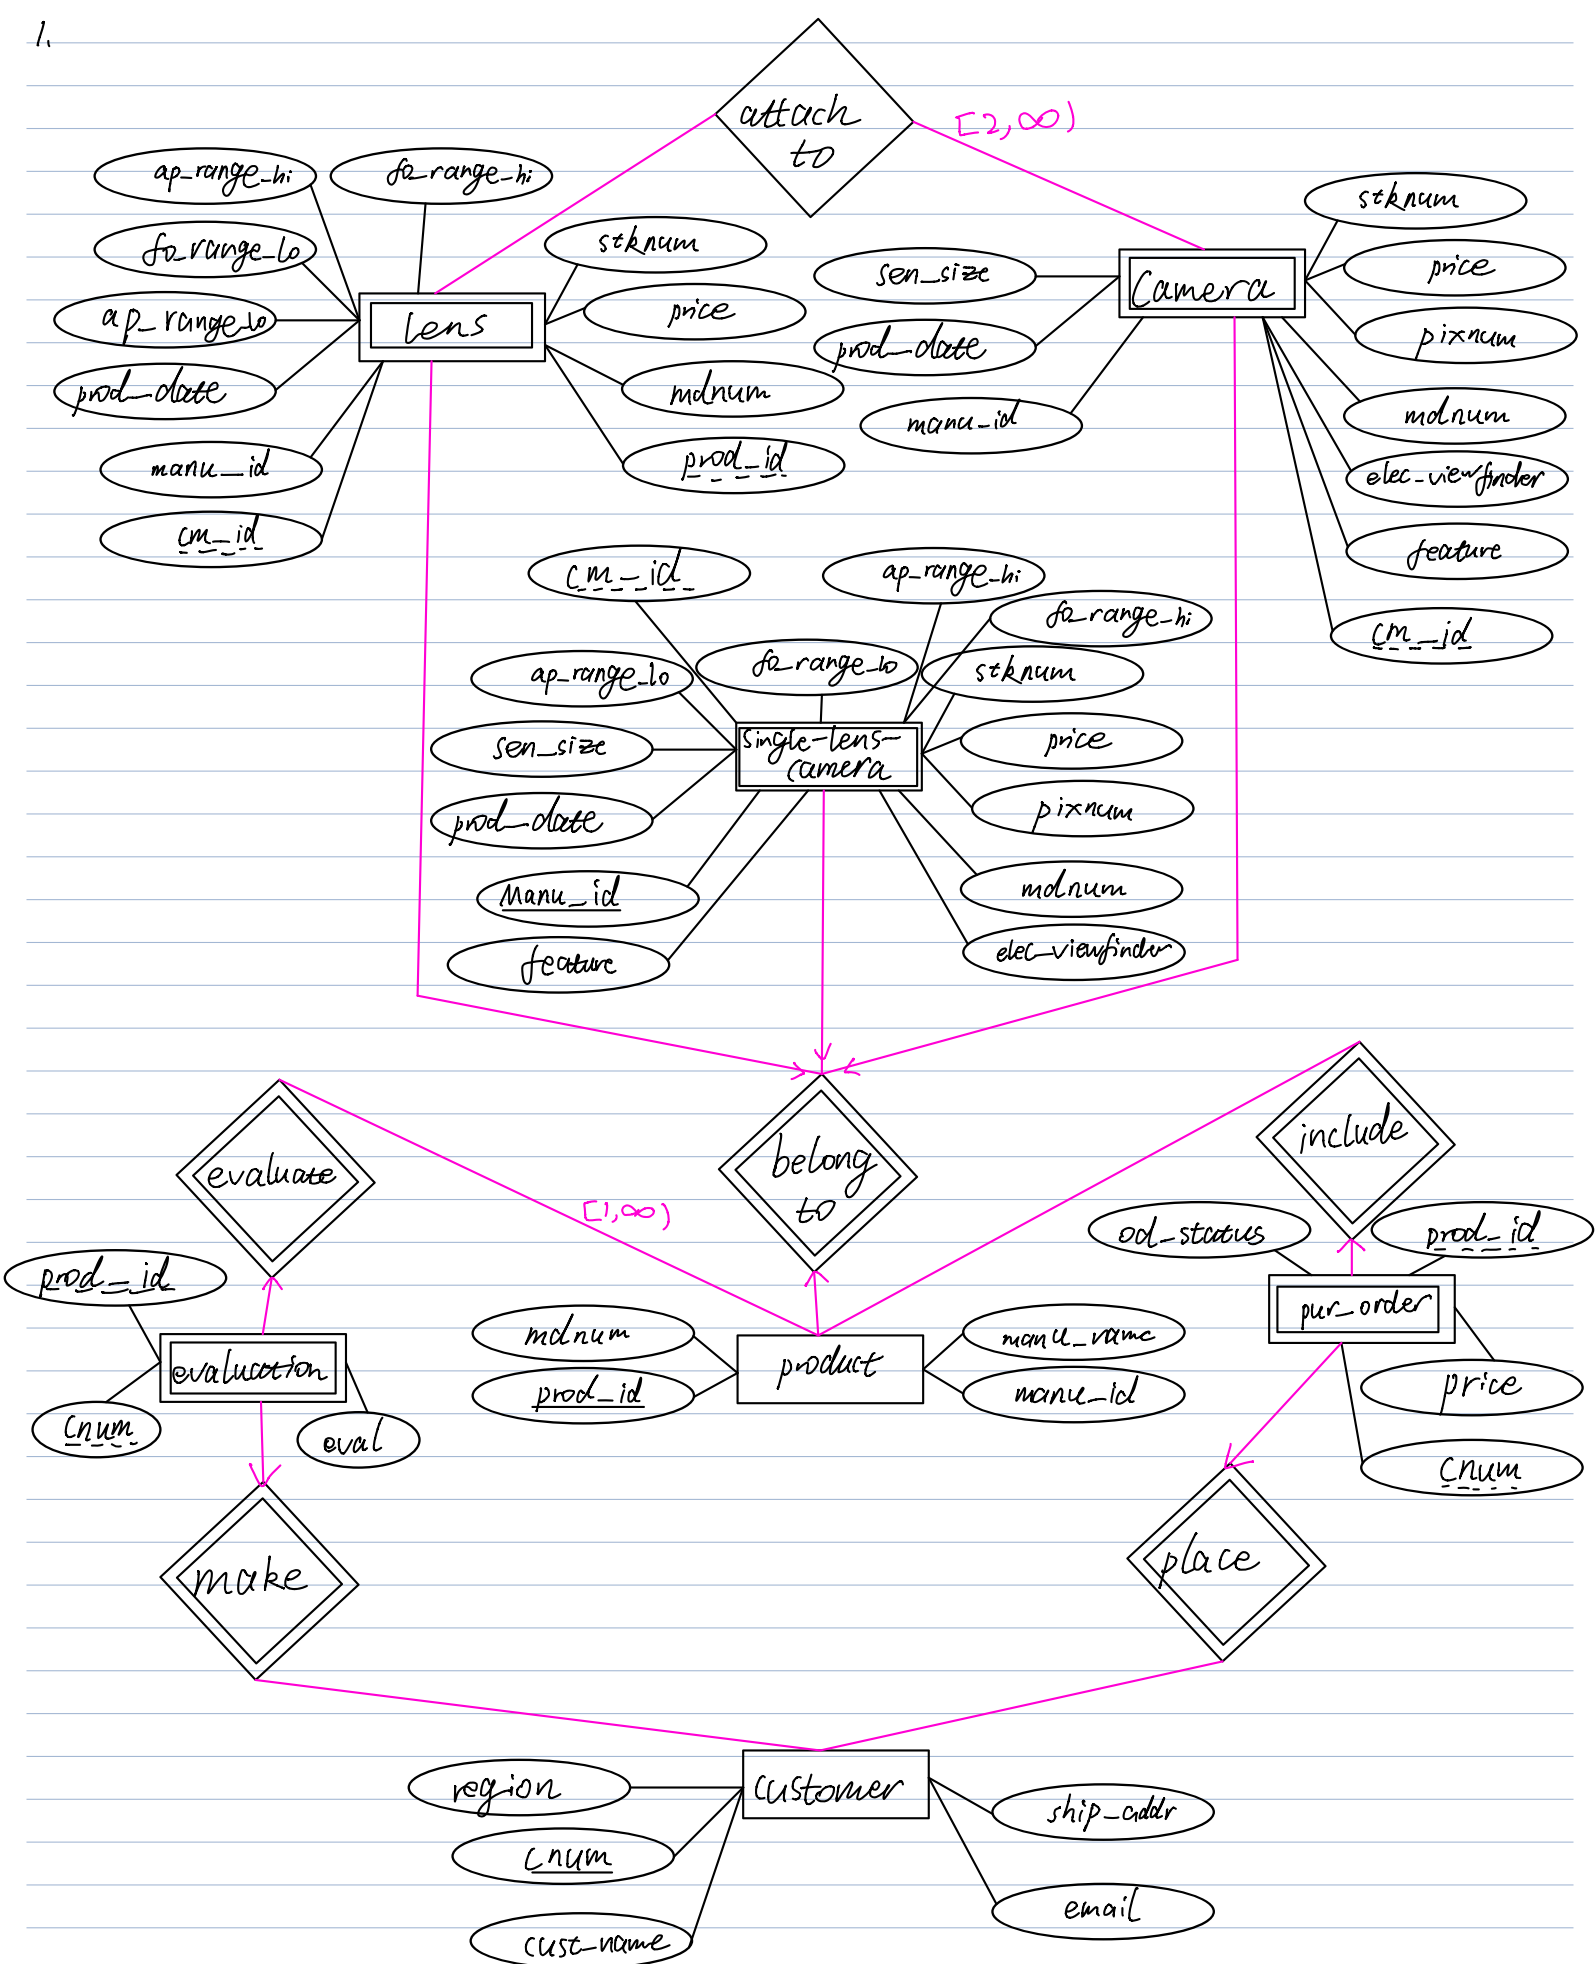 1.
attach
to
[2,∞)
ap_range_hi
fo_range_hi
stknum
fo_range_lo
stknum
sen_size
price
Camera
ap_range_lo
lens
price
pixnum
prod_date
prod_date
mdnum
mdnum
manu_id
manu_id
prod_id
elec_viewfinder
cm_id
feature
cm_id
ap_range_hi
fo_range_hi
cm_id
ap_range_lo
fo_range_lo
stknum
sen_size
single-lens-
camera
price
prod_date
pixnum
Manu_id
mdnum
feature
elec_viewfinder
evaluate
belong
to
include
[1,∞)
od_status
prod_id
prod_id
mdnum
manu_name
pur_order
evaluation
product
prod_id
manu_id
price
cnum
eval
cnum
make
place
region
customer
ship_addr
cnum
email
cust_name